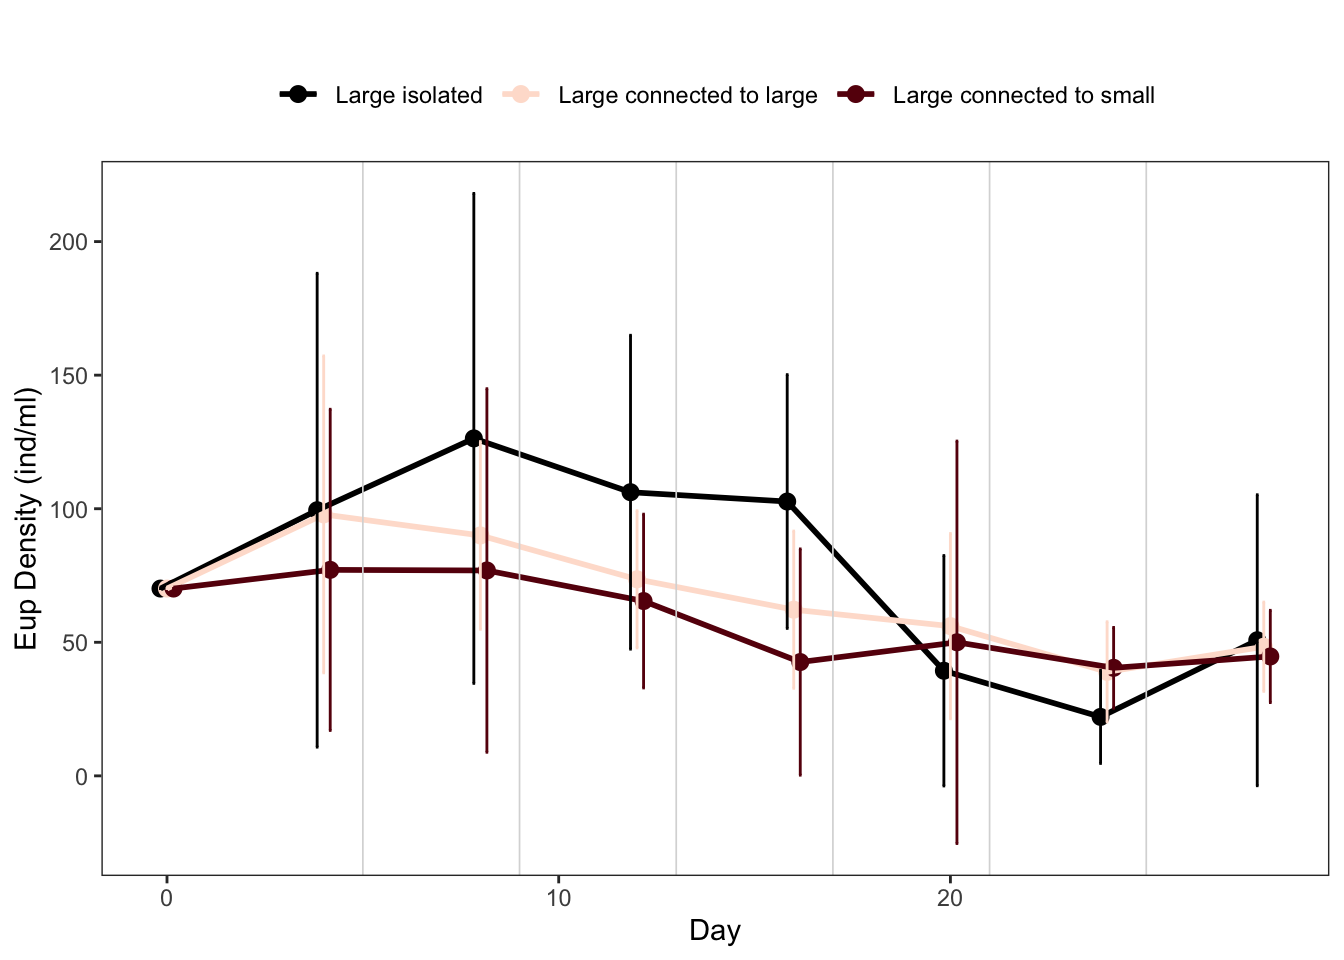 Large isolated Large connected to large Large connected to small
Eup Density (ind/ml)
200
150
100
50
0
0 10 20
Day